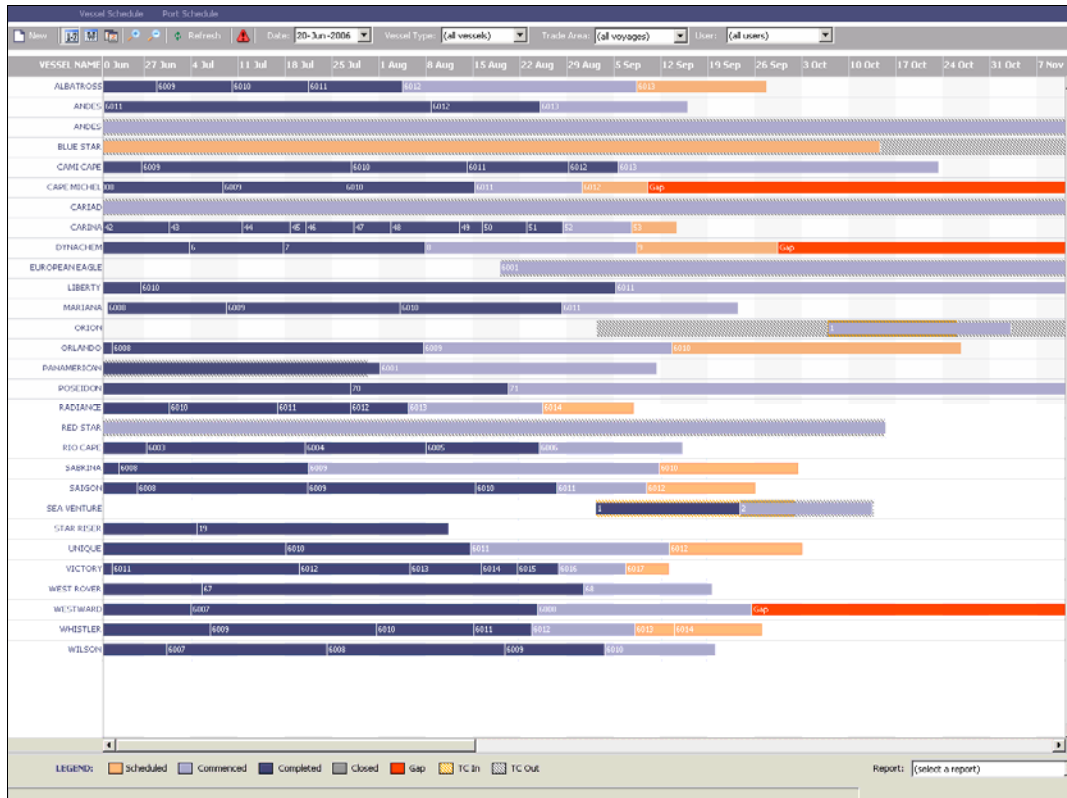 Vessel Schedule Port Schedule
New Refresh Date: 20-Jun-2006 Vessel Type: (all vessels) Trade Area: (all voyages) User: (all users)
VESSEL NAME 0 Jun 27 Jun 4 Jul 11 Jul 18 Jul 25 Jul 1 Aug 8 Aug 15 Aug 22 Aug 29 Aug 5 Sep 12 Sep 19 Sep 26 Sep 3 Oct 10 Oct 17 Oct 24 Oct 31 Oct 7 Nov
ALBATROSS 6009 6010 6011 6012 6013
ANDES 6011 6012 6013
ANDES
BLUE STAR
CAMI CAPE 6009 6010 6011 6012 6013
CAPE MICHEL 08 6009 6010 6011 6012 Gap
CARIAD
CARINA 42 43 44 45 46 47 48 49 50 51 52 53
DYNACHEM 6 7 8 9 Gap
EUROPEAN EAGLE 6001
LIBERTY 6010 6011
MARIANA 6008 6009 6010 6011
ORION 1
ORLANDO 6008 6009 6010
PANAMERICAN 6001
POSEIDON 70 71
RADIANCE 6010 6011 6012 6013 6014
RED STAR
RIO CAPE 6003 6004 6005 6006
SABRINA 6008 6009 6010
SAIGON 6008 6009 6010 6011 6012
SEA VENTURE 1 2
STAR RISER 19
UNIQUE 6010 6011 6012
VICTORY 6011 6012 6013 6014 6015 6016 6017
WEST ROVER 67 68
WESTWARD 6007 6008 Gap
WHISTLER 6009 6010 6011 6012 6013 6014
WILSON 6007 6008 6009 6010
LEGEND: Scheduled Commenced Completed Closed Gap TC In TC Out Report: (select a report)